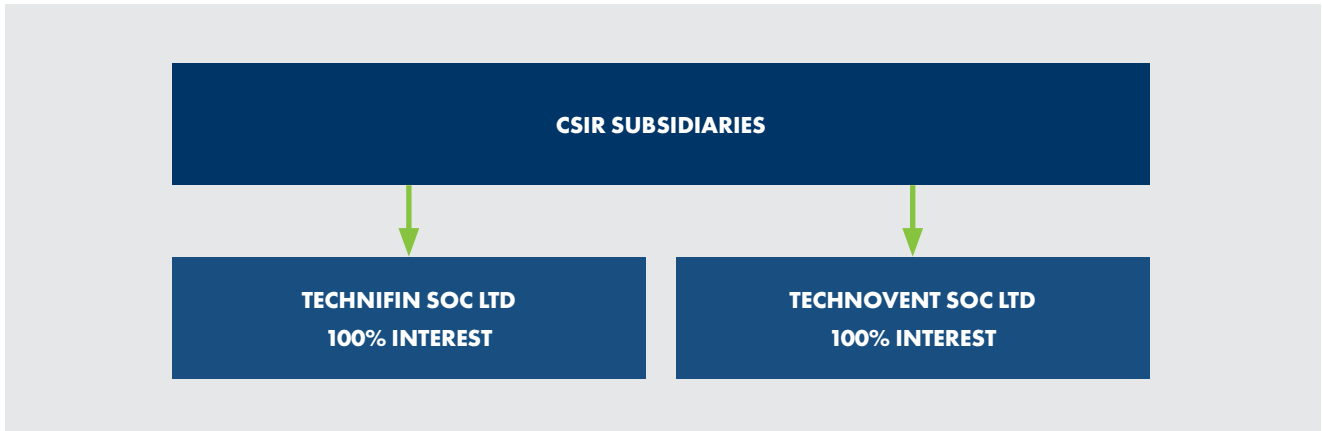 CSIR SUBSIDIARIES
TECHNIFIN SOC LTD
100% INTEREST
TECHNOVENT SOC LTD
100% INTEREST